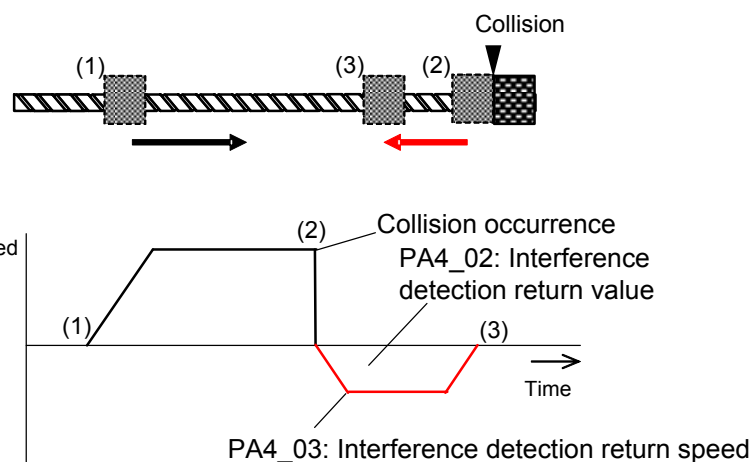 Collision
(1)
(3)
(2)
(2)
Collision occurrence
PA4_02: Interference
detection return value
(1)
(3)
Time
PA4_03: Interference detection return speed